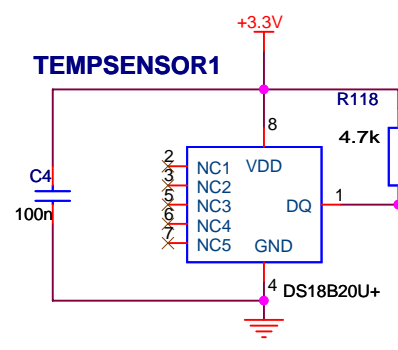 +3.3V
TEMPSENSOR1
R118
4.7k
8
VDD
2 NC1
3 NC2
5 NC3
6 NC4
7 NC5
DQ 1
GND
4
DS18B20U+
C4
100n